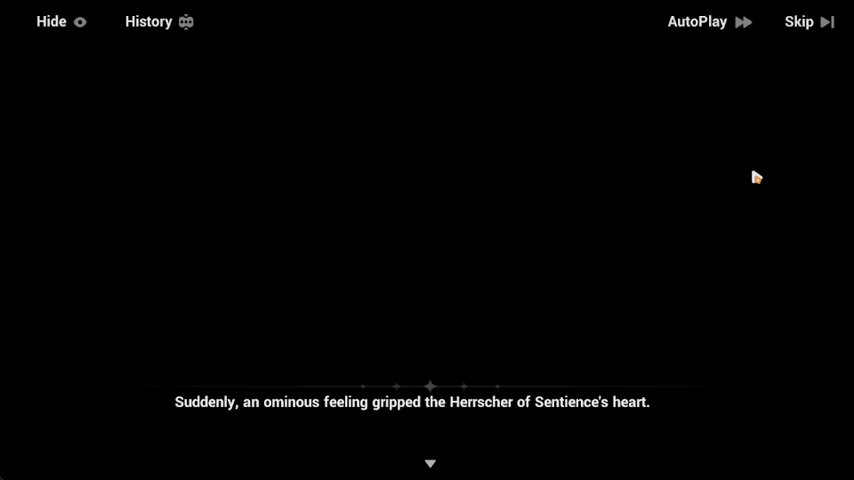 Hide
History
AutoPlay
Skip
Suddenly, an ominous feeling gripped the Herrscher of Sentience's heart.